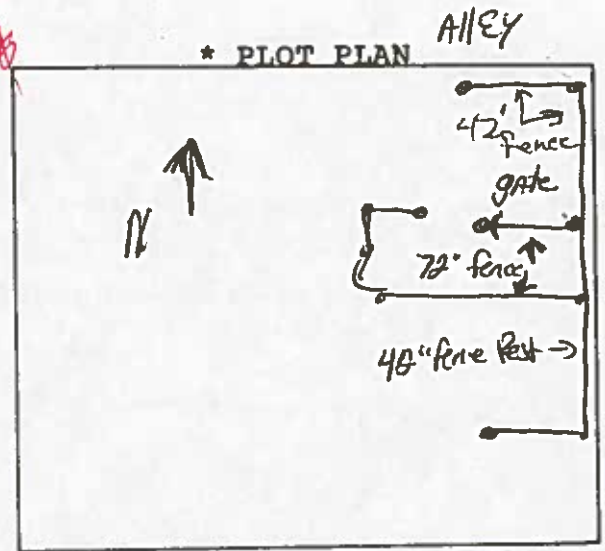 Alley
* PLOT PLAN
42'
fence
gate
N
72" fence
48" fence Rest →